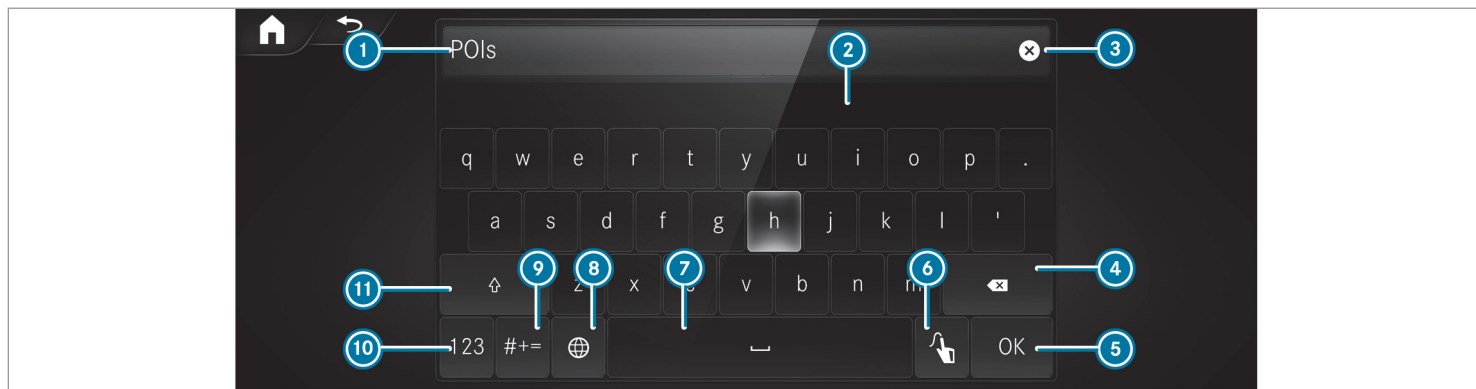 1 POIs 2 3
q w e r t y u i o p .
a s d f g h j k l '
11 9 z 8 x 7 c v b n m 6 4
10 123 #+= OK 5